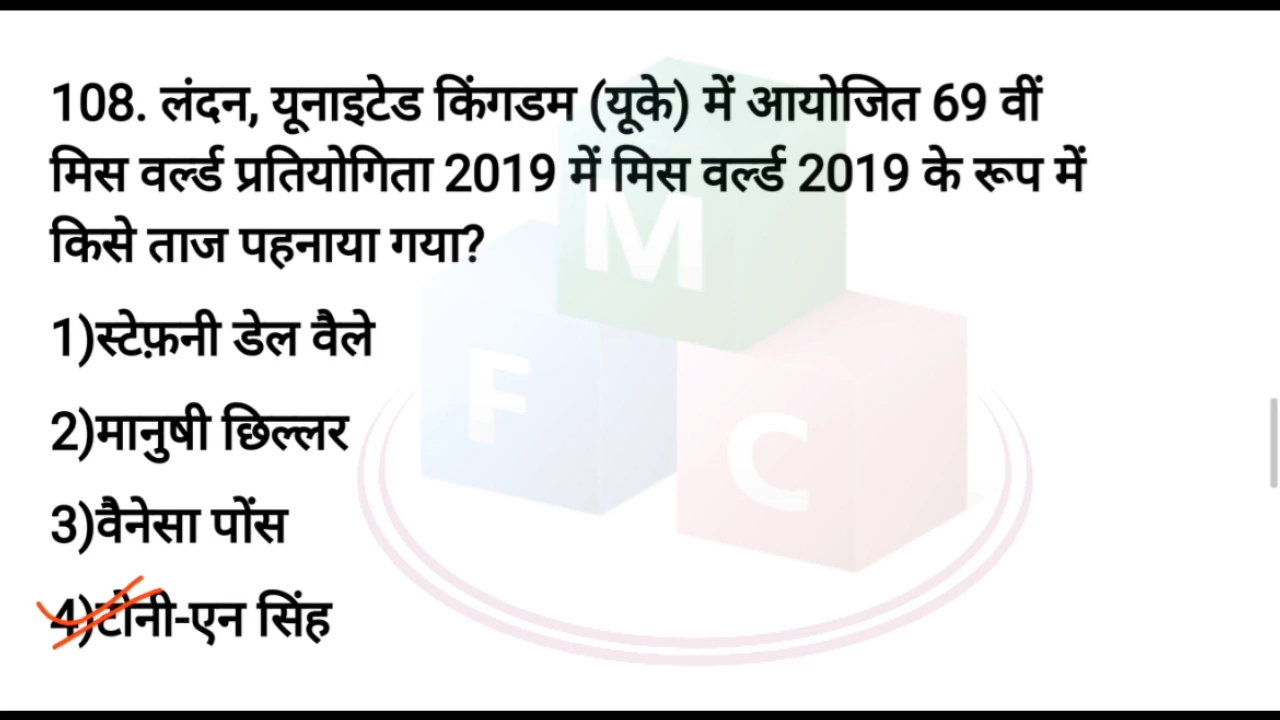 108. लंदन, यूनाइटेड किंगडम (यूके) में आयोजित 69 वीं
मिस वर्ल्ड प्रतियोगिता 2019 में मिस वर्ल्ड 2019 के रूप में
किसे ताज पहनाया गया?
1)स्टेफ़नी डेल वैले
2)मानुषी छिल्लर
3)वैनेसा पोंस
4)टोनी-एन सिंह
M
F
C